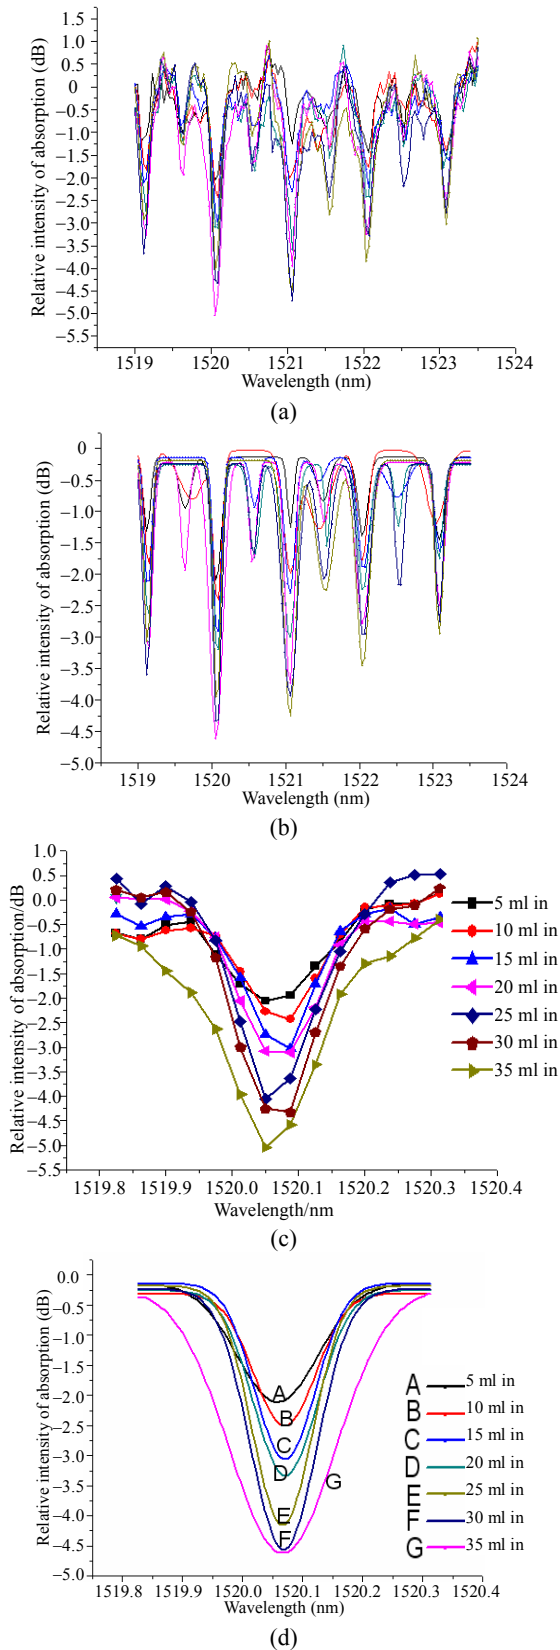 1.5
1.0
0.5
0
−0.5
−1.0
−1.5
−2.0
−2.5
−3.0
−3.5
−4.0
−4.5
−5.0
−5.5
Relative intensity of absorption (dB)
1519 1520 1521 1522 1523 1524
Wavelength (nm)
(a)
0
−0.5
−1.0
−1.5
−2.0
−2.5
−3.0
−3.5
−4.0
−4.5
−5.0
Relative intensity of absorption (dB)
1519 1520 1521 1522 1523 1524
Wavelength (nm)
(b)
1.0
0.5
0.0
−0.5
−1.0
−1.5
−2.0
−2.5
−3.0
−3.5
−4.0
−4.5
−5.0
−5.5
Relative intensity of absorption/dB
5 ml in
10 ml in
15 ml in
20 ml in
25 ml in
30 ml in
35 ml in
1519.8 1519.9 1520.0 1520.1 1520.2 1520.3 1520.4
Wavelength/nm
(c)
0.0
−0.5
−1.0
−1.5
−2.0
−2.5
−3.0
−3.5
−4.0
−4.5
−5.0
Relative intensity of absorption (dB)
A
B
C
D
G
E
F
A 5 ml in
B 10 ml in
C 15 ml in
D 20 ml in
E 25 ml in
F 30 ml in
G 35 ml in
1519.8 1519.9 1520.0 1520.1 1520.2 1520.3 1520.4
Wavelength (nm)
(d)